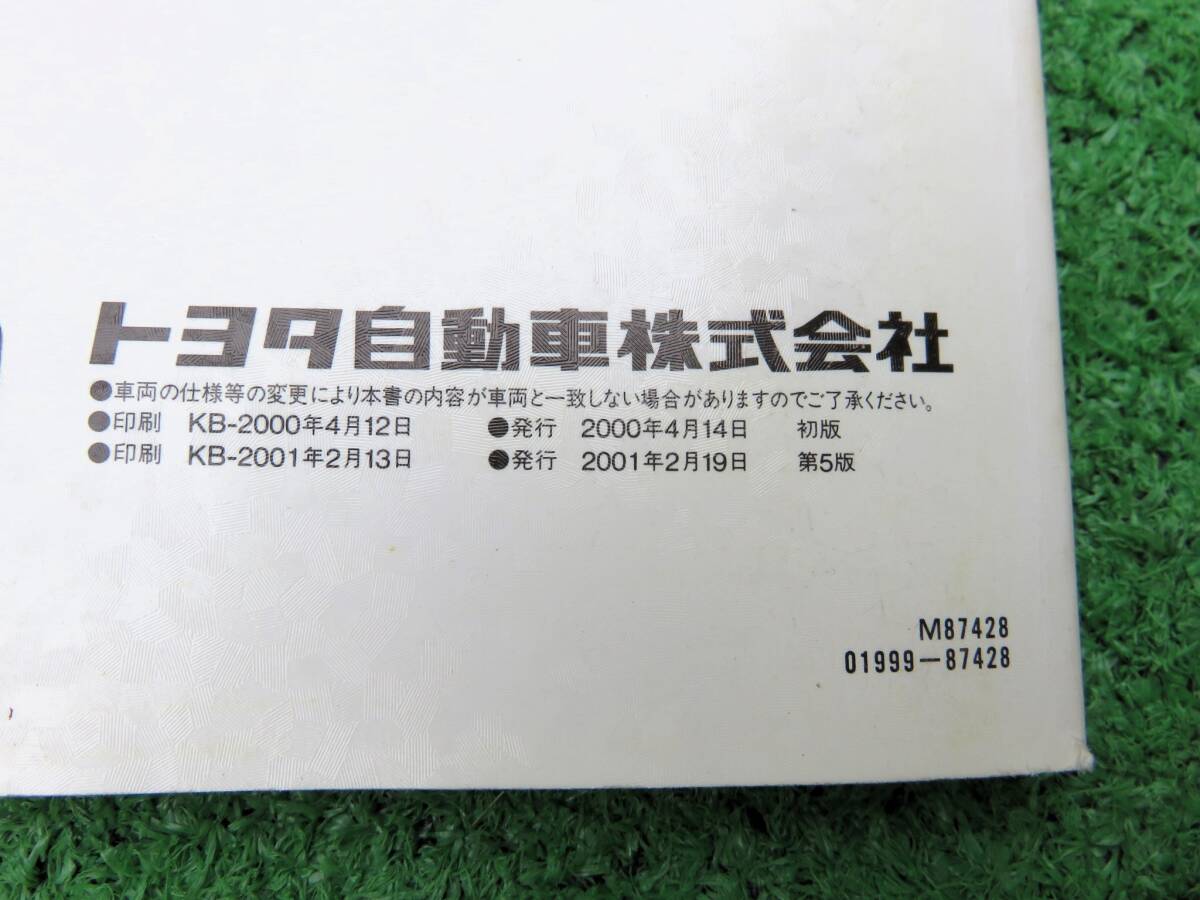 トヨタ自動車株式会社
●車両の仕様等の変更により本書の内容が車両と一致しない場合がありますのでご了承ください。
●印刷 KB-2000年4月12日 ●発行 2000年4月14日 初版
●印刷 KB-2001年2月13日 ●発行 2001年2月19日 第5版
M87428
01999-87428